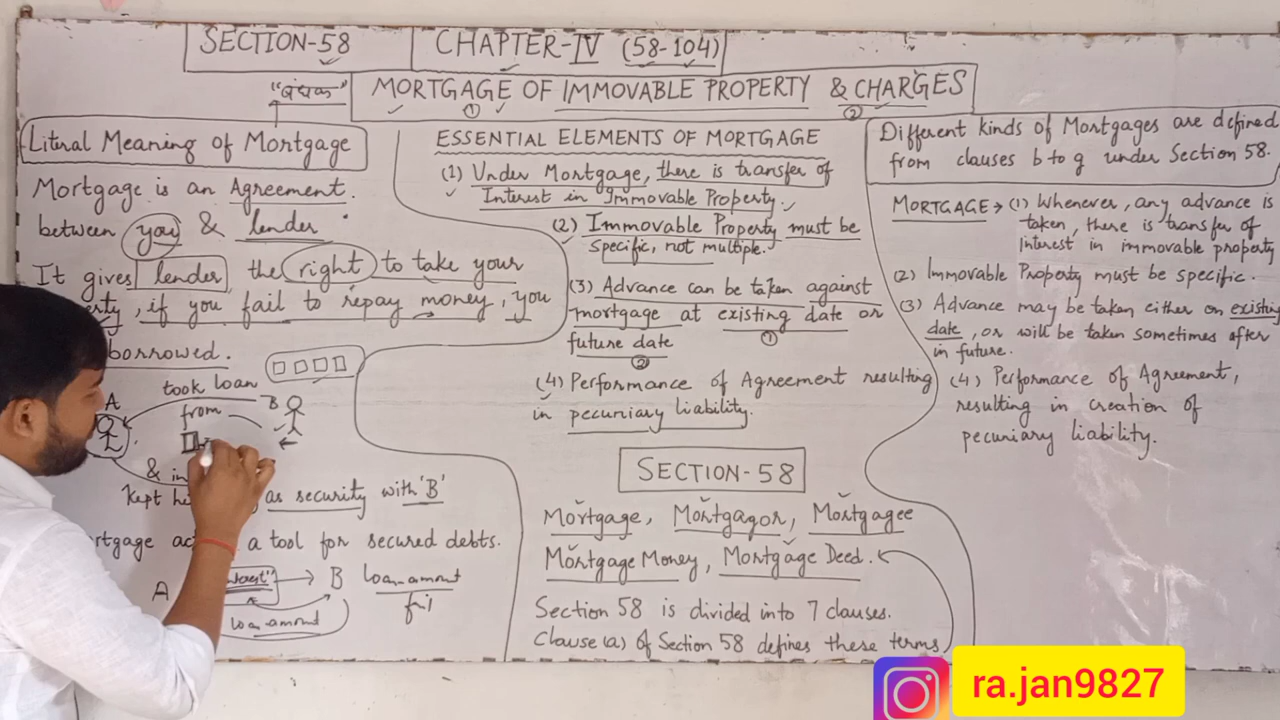 SECTION-58
CHAPTER-IV (58-104)
MORTGAGE OF IMMOVABLE PROPERTY & CHARGES
① ②
"बंधक"
Literal Meaning of Mortgage
Mortgage is an Agreement.
between you & lender
It gives lender the right to take your
erty, if you fail to repay money, you
borrowed.
took loan
A
B
from
& in
Kept h as security with 'B'
rtgage ac a tool for secured debts.
A B loan amount
loan amount
ESSENTIAL ELEMENTS OF MORTGAGE
(1) Under Mortgage, there is transfer of
Interest in Immovable Property.
(2) Immovable Property must be
specific, not multiple.
(3) Advance can be taken against
mortgage at existing date or
①
future date
②
(4) Performance of Agreement resulting
in pecuniary liability.
SECTION-58
Mortgage, Mortgagor, Mortgagee
Mortgage Money, Mortgage Deed.
Section 58 is divided into 7 clauses.
Clause (a) of Section 58 defines these terms
Different kinds of Mortgages are defined
from clauses b to g under Section 58.
MORTGAGE → (1) Whenever, any advance is
taken, there is transfer of
Interest in immovable property
(2) Immovable Property must be specific.
(3) Advance may be taken either on existing
date, or will be taken sometimes after
in future.
(4) Performance of Agreement,
resulting in creation of
pecuniary liability.
ra.jan9827